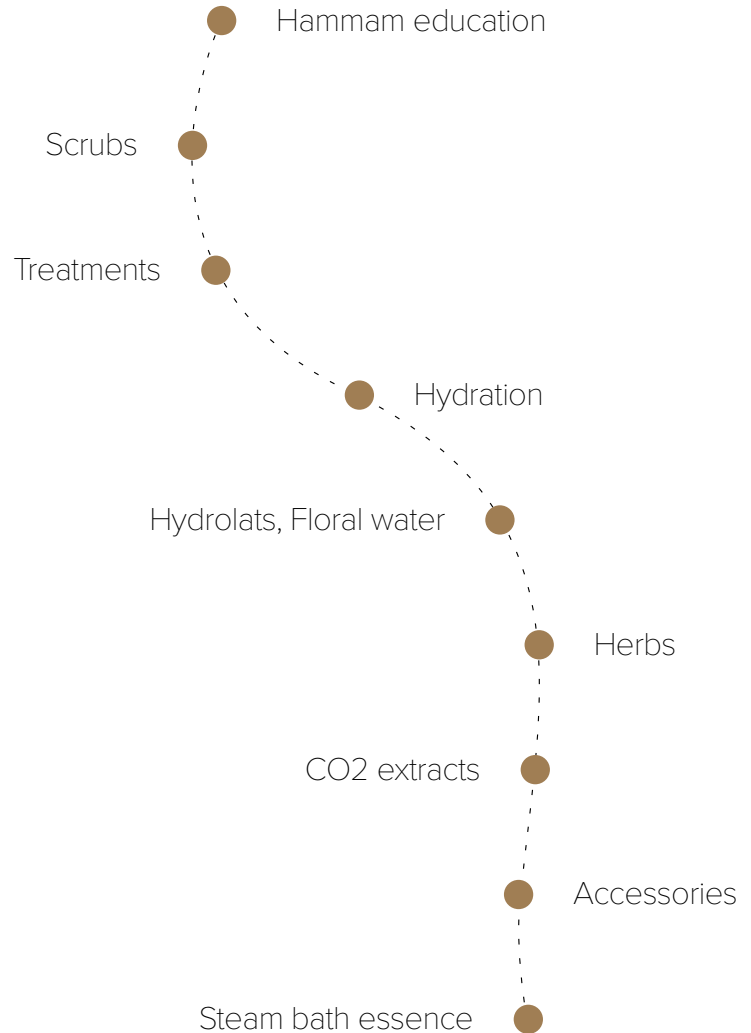 Hammam education
Scrubs
Treatments
Hydration
Hydrolats, Floral water
Herbs
CO2 extracts
Accessories
Steam bath essence